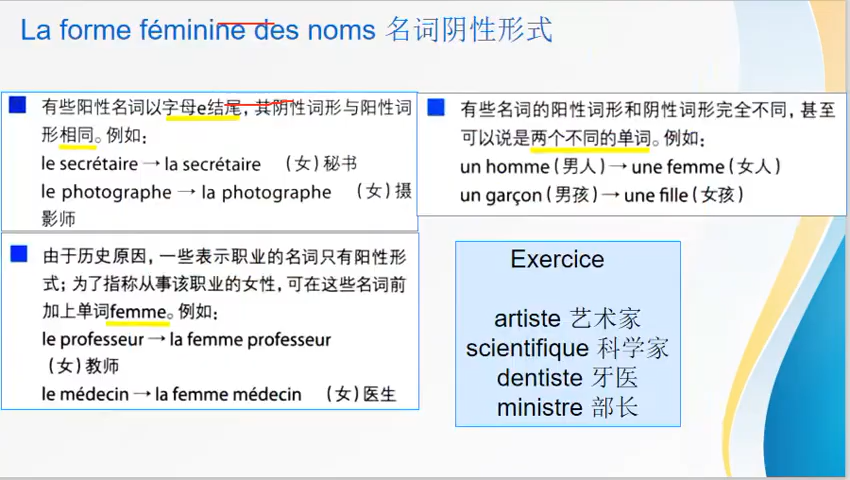 La forme féminine des noms 名词阴性形式
有些阳性名词以字母e结尾，其阴性词形与阳性词
形相同。例如：
le secrétaire → la secrétaire （女）秘书
le photographe → la photographe （女）摄
影师
由于历史原因，一些表示职业的名词只有阳性形
式；为了指称从事该职业的女性，可在这些名词前
加上单词femme。例如：
le professeur → la femme professeur
（女）教师
le médecin → la femme médecin （女）医生
有些名词的阳性词形和阴性词形完全不同，甚至
可以说是两个不同的单词。例如：
un homme（男人）→ une femme（女人）
un garçon（男孩）→ une fille（女孩）
Exercice
artiste 艺术家
scientifique 科学家
dentiste 牙医
ministre 部长